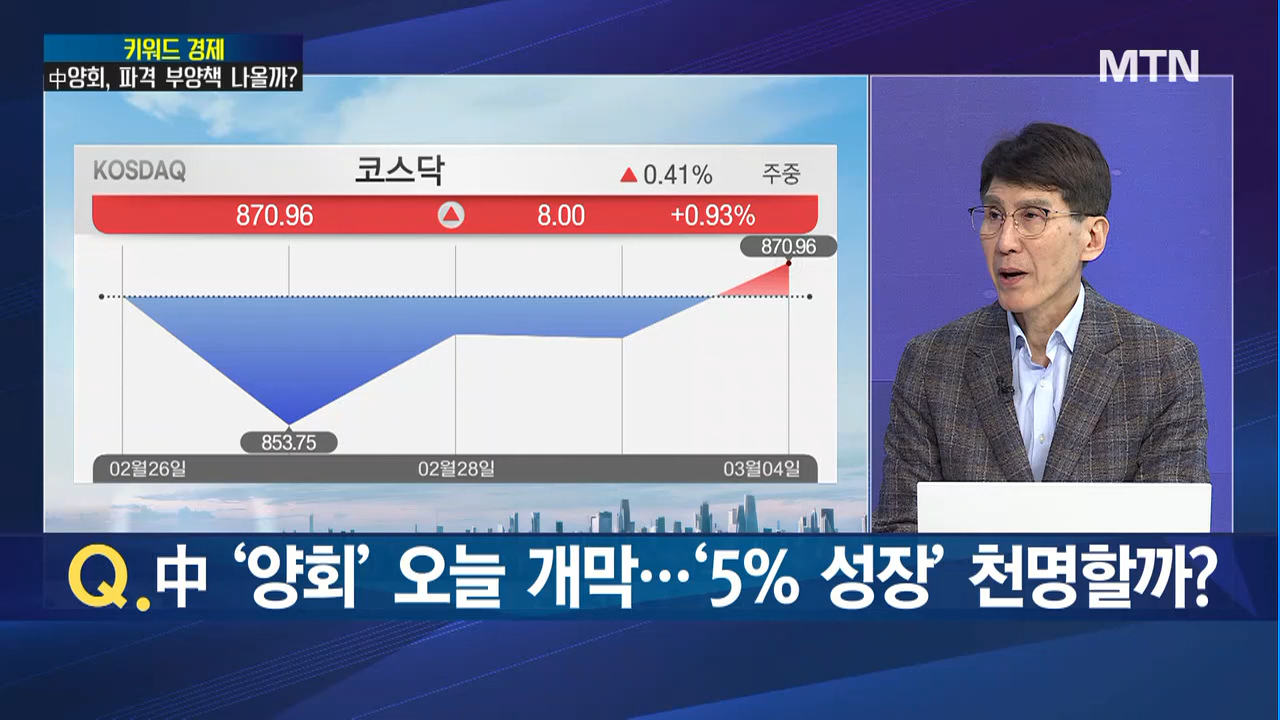 키워드 경제
中양회, 파격 부양책 나올까?
MTN
KOSDAQ 코스닥 ▲0.41% 주중
870.96 ▲ 8.00 +0.93%
870.96
853.75
02월26일 02월28일 03월04일
Q.中 ‘양회’ 오늘 개막…‘5% 성장’ 천명할까?